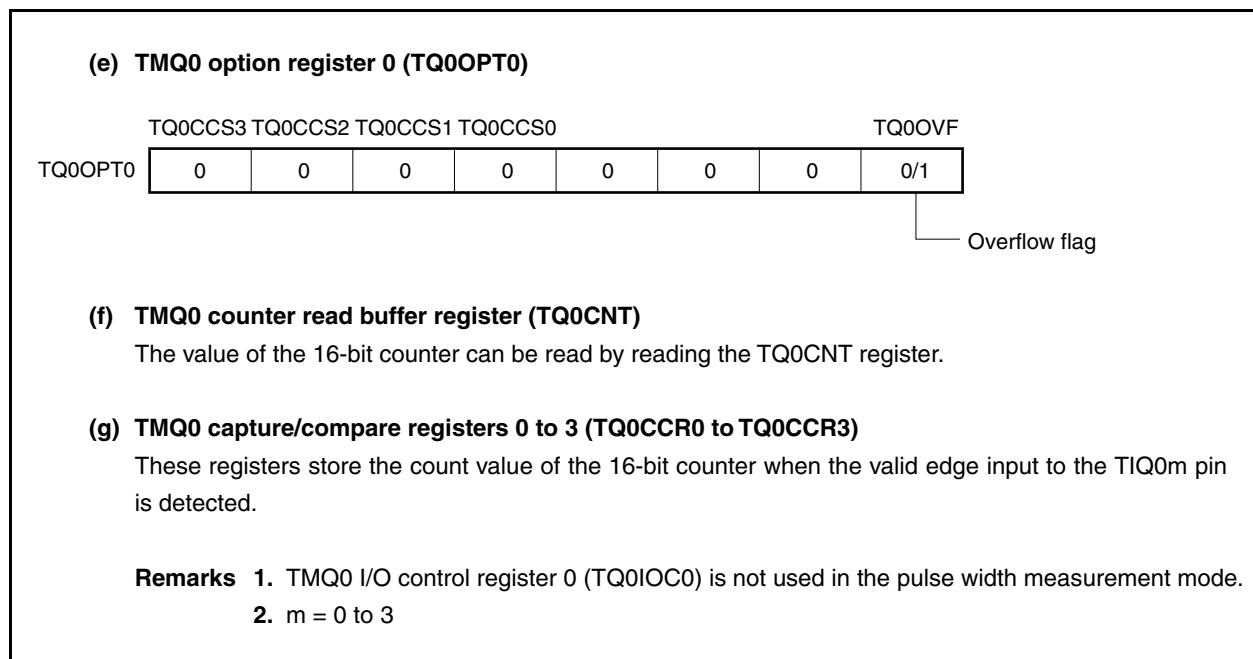 (e) TMQ0 option register 0 (TQ0OPT0)
TQ0CCS3 TQ0CCS2 TQ0CCS1 TQ0CCS0 TQ0OVF
TQ0OPT0 0 0 0 0 0 0 0 0/1
Overflow flag
(f) TMQ0 counter read buffer register (TQ0CNT)
The value of the 16-bit counter can be read by reading the TQ0CNT register.
(g) TMQ0 capture/compare registers 0 to 3 (TQ0CCR0 to TQ0CCR3)
These registers store the count value of the 16-bit counter when the valid edge input to the TIQ0m pin
is detected.
Remarks 1. TMQ0 I/O control register 0 (TQ0IOC0) is not used in the pulse width measurement mode.
2. m = 0 to 3